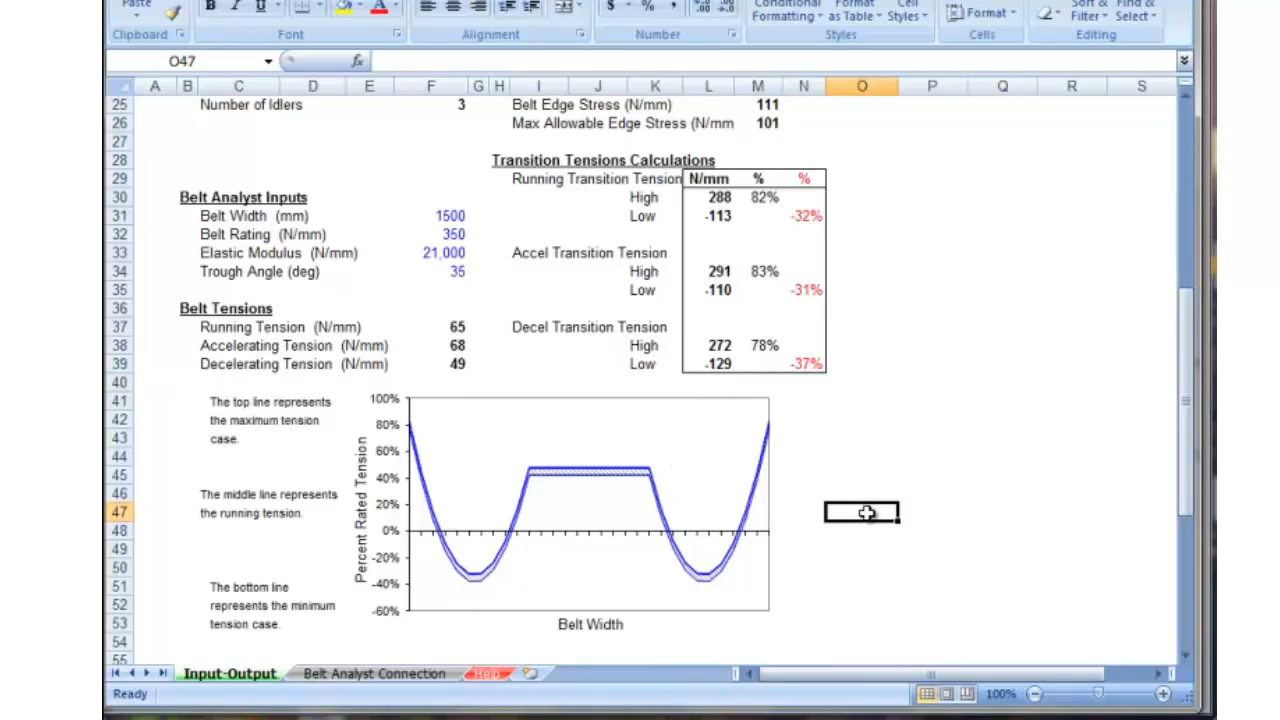 Paste
B I U A $ % , .00 .0
Conditional Format Cell
Formatting as Table Styles
Format
Sort & Find &
Filter Select
Clipboard Font Alignment Number Styles Cells Editing
O47 fx
A B C D E F G H I J K L M N O P Q R S
25 Number of Idlers 3 Belt Edge Stress (N/mm) 111
26 Max Allowable Edge Stress (N/mm 101
27
28 Transition Tensions Calculations
29 Running Transition Tension N/mm % %
30 Belt Analyst Inputs High 288 82%
31 Belt Width (mm) 1500 Low -113 -32%
32 Belt Rating (N/mm) 350
33 Elastic Modulus (N/mm) 21,000 Accel Transition Tension
34 Trough Angle (deg) 35 High 291 83%
35 Low -110 -31%
36 Belt Tensions
37 Running Tension (N/mm) 65 Decel Transition Tension
38 Accelerating Tension (N/mm) 68 High 272 78%
39 Decelerating Tension (N/mm) 49 Low -129 -37%
40
41 The top line represents
42 the maximum tension
43 case.
44
45
46 The middle line represents
47 the running tension.
48
49
50
51 The bottom line
52 represents the minimum
53 tension case.
54
55
100%
80%
60%
40%
20%
0%
-20%
-40%
-60%
Percent Rated Tension
Belt Width
Input-Output Belt Analyst Connection Help
Ready 100%